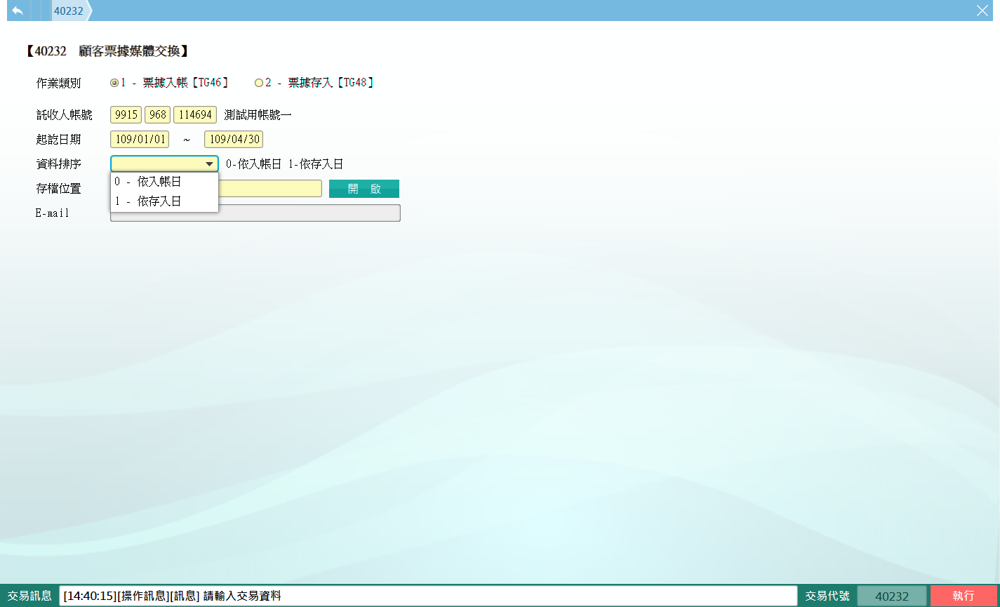 40232
【40232　顧客票據媒體交換】
作業類別 1 - 票據入帳【TG46】 2 - 票據存入【TG48】
託收人帳號 9915 968 114694 測試用帳號一
起訖日期 109/01/01 ~ 109/04/30
資料排序 0-依入帳日 1-依存入日
0 - 依入帳日
存檔位置 開　啟
1 - 依存入日
E-mail
交易訊息 [14:40:15][操作訊息][訊息] 請輸入交易資料 交易代號 40232 執行